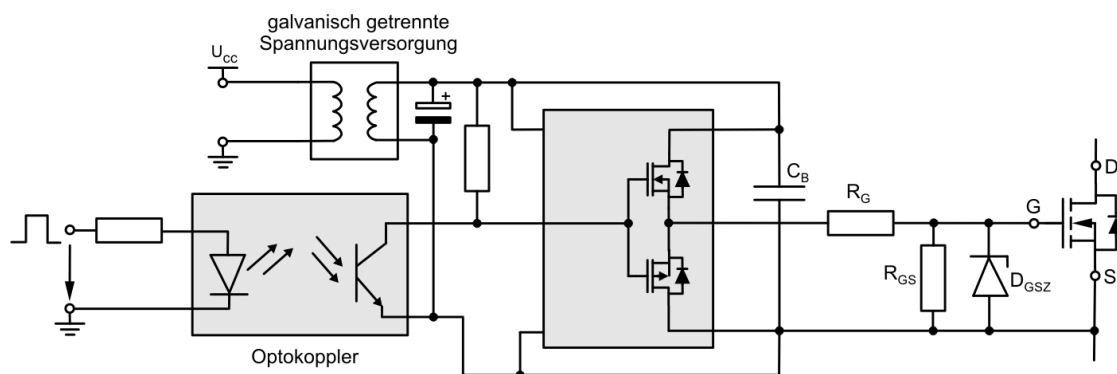 galvanisch getrennte
Spannungsversorgung
U_CC
+
C_B
D
R_G
G
R_GS
D_GSZ
S
Optokoppler